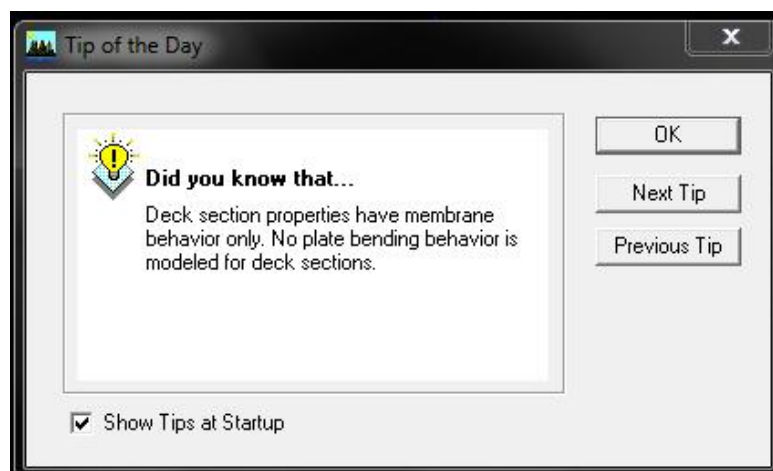 Tip of the Day
x
Did you know that...
Deck section properties have membrane
behavior only. No plate bending behavior is
modeled for deck sections.
OK
Next Tip
Previous Tip
Show Tips at Startup